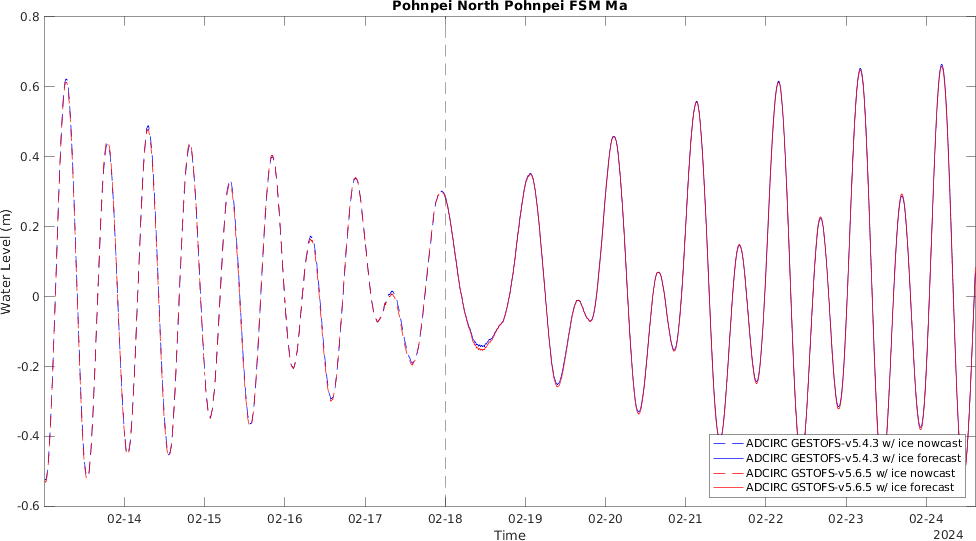 Pohnpei North Pohnpei FSM Ma
Water Level (m)
0.8
0.6
0.4
0.2
0
-0.2
-0.4
-0.6
02-14
02-15
02-16
02-17
02-18
02-19
02-20
02-21
02-22
02-23
02-24
Time
2024
ADCIRC GESTOFS-v5.4.3 w/ ice nowcast
ADCIRC GESTOFS-v5.4.3 w/ ice forecast
ADCIRC GSTOFS-v5.6.5 w/ ice nowcast
ADCIRC GSTOFS-v5.6.5 w/ ice forecast